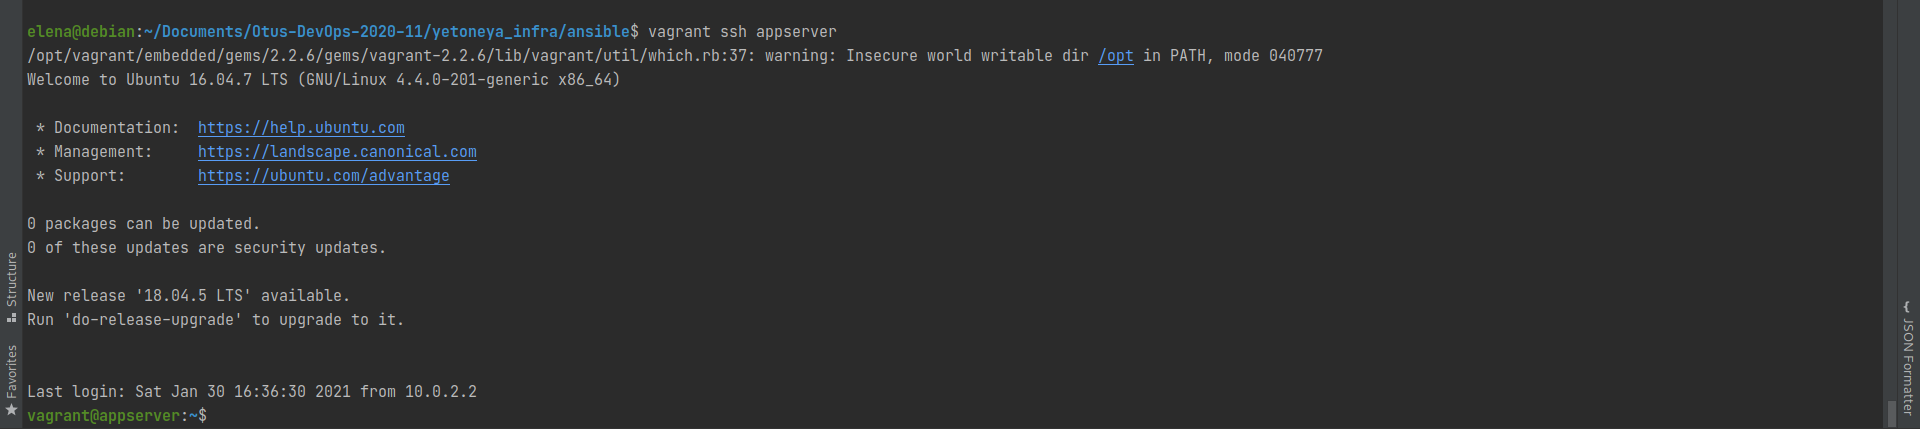 elena@debian:~/Documents/Otus-DevOps-2020-11/yetoneya_infra/ansible$ vagrant ssh appserver
/opt/vagrant/embedded/gems/2.2.6/gems/vagrant-2.2.6/lib/vagrant/util/which.rb:37: warning: Insecure world writable dir /opt in PATH, mode 040777
Welcome to Ubuntu 16.04.7 LTS (GNU/Linux 4.4.0-201-generic x86_64)
* Documentation:  https://help.ubuntu.com
* Management:     https://landscape.canonical.com
* Support:        https://ubuntu.com/advantage
0 packages can be updated.
0 of these updates are security updates.
New release '18.04.5 LTS' available.
Run 'do-release-upgrade' to upgrade to it.
Last login: Sat Jan 30 16:36:30 2021 from 10.0.2.2
vagrant@appserver:~$
Structure
Favorites
{ JSON Formatter